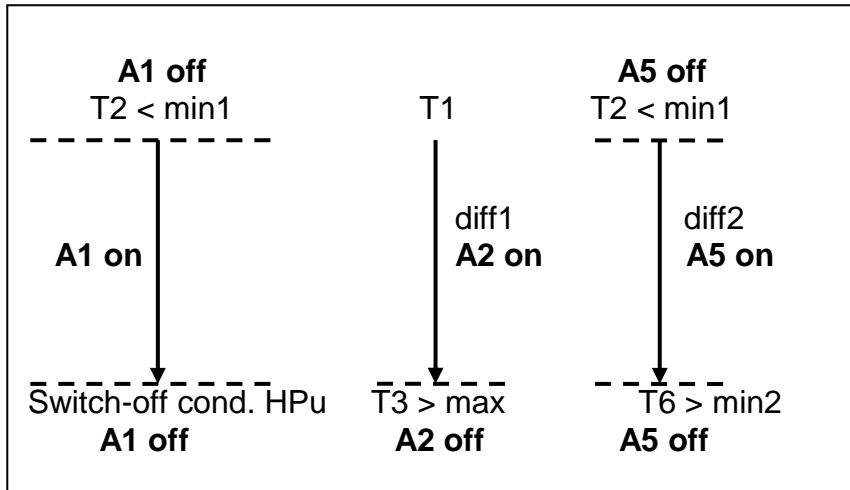 A1 off
T2 < min1
A1 on
Switch-off cond. HPu
A1 off
T1
diff1
A2 on
T3 > max
A2 off
A5 off
T2 < min1
diff2
A5 on
T6 > min2
A5 off